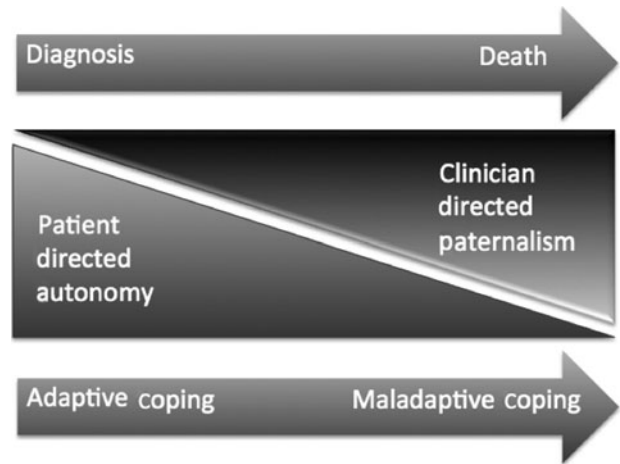 Diagnosis Death
Clinician
directed
paternalism
Patient
directed
autonomy
Adaptive coping Maladaptive coping